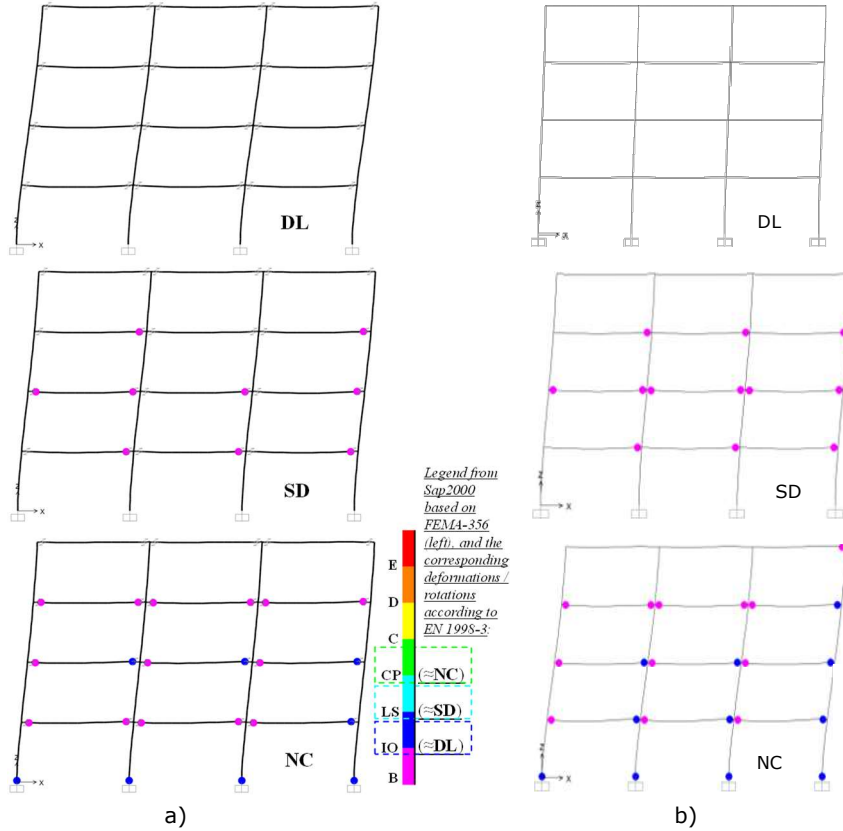 DL
X
DL
SD
X
Legend from
Sap2000
based on
FEMA-356
(left), and the
corresponding
deformations /
rotations
according to
EN 1998-3:
SD
X
E
D
C
CP (≈NC)
LS (≈SD)
IO (≈DL)
B
NC
X
NC
X
a)
b)